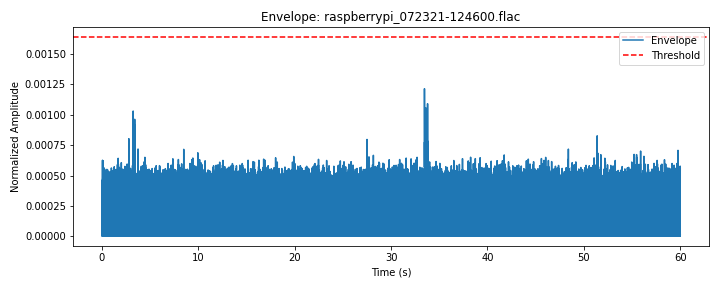 Envelope: raspberrypi_072321-124600.flac
Envelope
Threshold
Normalized Amplitude
0.00150
0.00125
0.00100
0.00075
0.00050
0.00025
0.00000
0 10 20 30 40 50 60
Time (s)